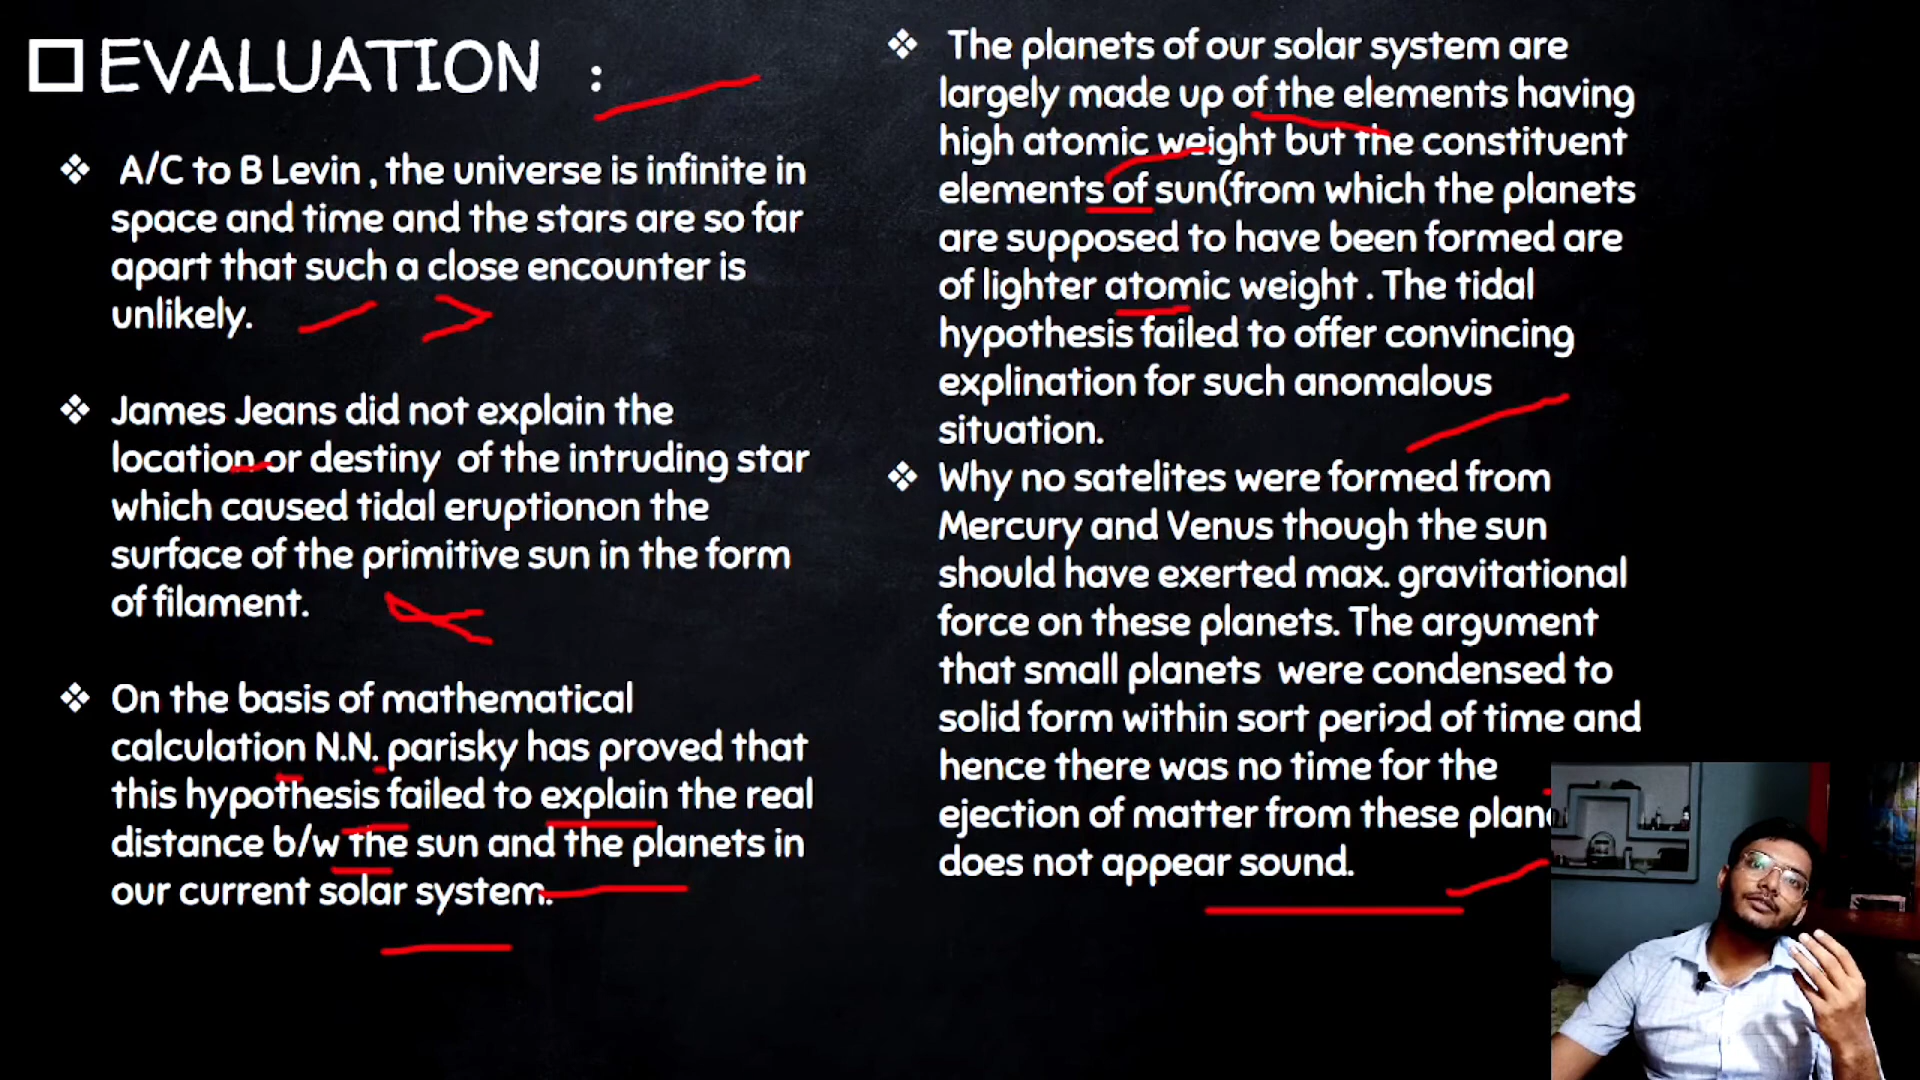 EVALUATION :
A/C to B Levin , the universe is infinite in
space and time and the stars are so far
apart that such a close encounter is
unlikely.
James Jeans did not explain the
location or destiny of the intruding star
which caused tidal eruptionon the
surface of the primitive sun in the form
of filament.
On the basis of mathematical
calculation N.N. parisky has proved that
this hypothesis failed to explain the real
distance b/w the sun and the planets in
our current solar system.
The planets of our solar system are
largely made up of the elements having
high atomic weight but the constituent
elements of sun(from which the planets
are supposed to have been formed are
of lighter atomic weight . The tidal
hypothesis failed to offer convincing
explination for such anomalous
situation.
Why no satelites were formed from
Mercury and Venus though the sun
should have exerted max. gravitational
force on these planets. The argument
that small planets were condensed to
solid form within sort period of time and
hence there was no time for the
ejection of matter from these plan
does not appear sound.